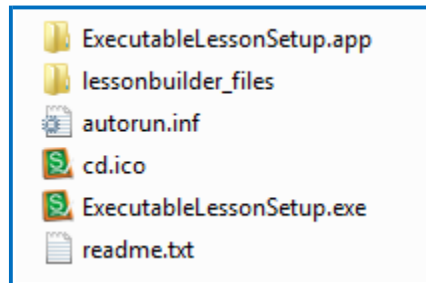 ExecutableLessonSetup.app
lessonbuilder_files
autorun.inf
cd.ico
ExecutableLessonSetup.exe
readme.txt